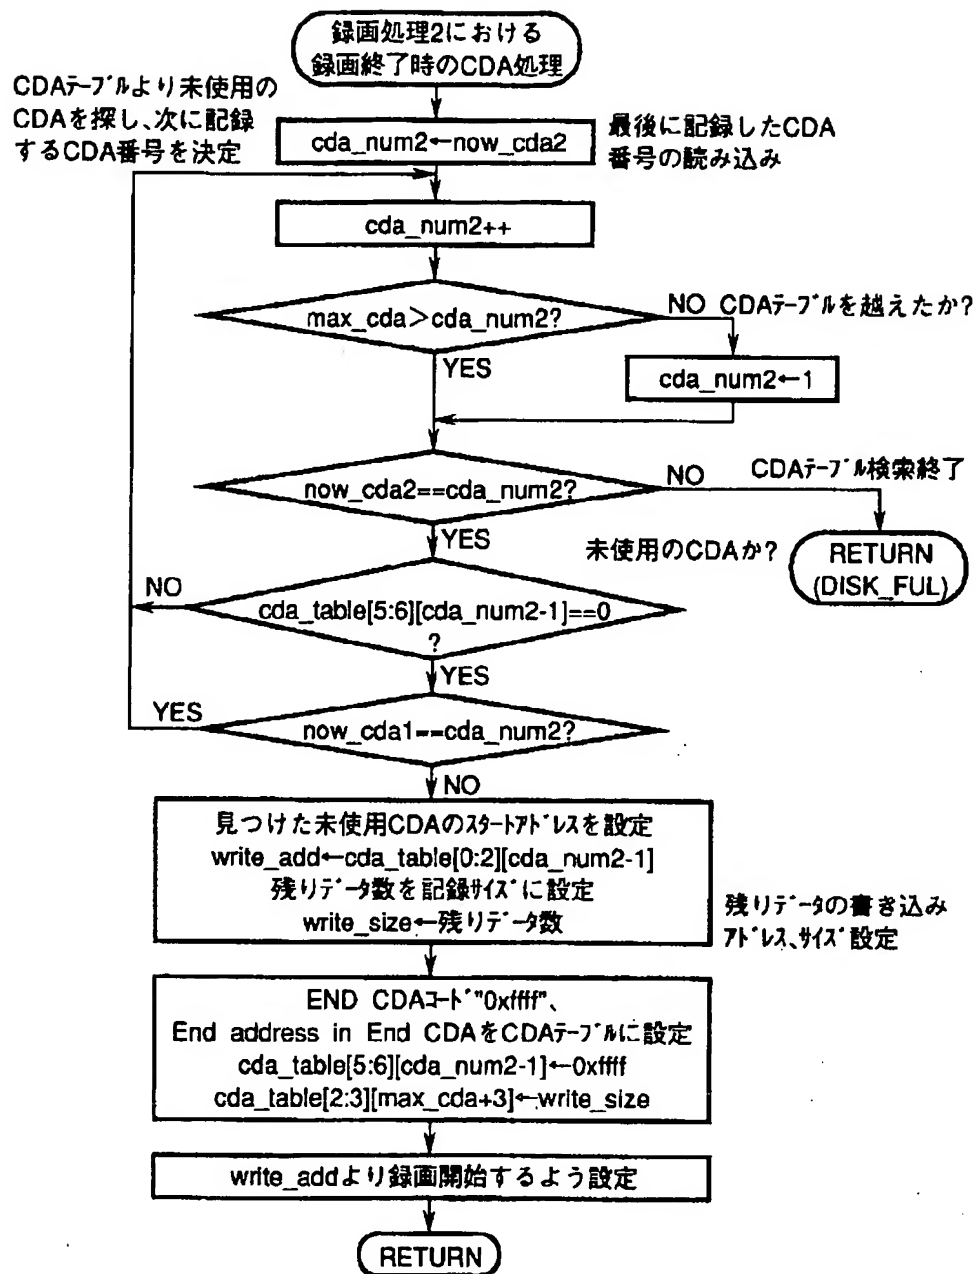 録画処理2における
録画終了時のCDA処理
CDAテーブルより未使用の
CDAを探し、次に記録
するCDA番号を決定
cda_num2←now_cda2
最後に記録したCDA
番号の読み込み
cda_num2++
max_cda>cda_num2?
NO
CDAテーブルを越えたか?
YES
cda_num2←1
now_cda2==cda_num2?
NO
CDAテーブル検索終了
YES
未使用のCDAか?
RETURN
(DISK_FUL)
NO
cda_table[5:6][cda_num2-1]==0
?
YES
YES
now_cda1==cda_num2?
NO
見つけた未使用CDAのスタートアドレスを設定
write_add←cda_table[0:2][cda_num2-1]
残りデータ数を記録サイズに設定
write_size←残りデータ数
残りデータの書き込み
アドレス、サイズ設定
END CDAコード"0xffff"、
End address in End CDAをCDAテーブルに設定
cda_table[5:6][cda_num2-1]←0xffff
cda_table[2:3][max_cda+3]←write_size
write_addより録画開始するよう設定
RETURN